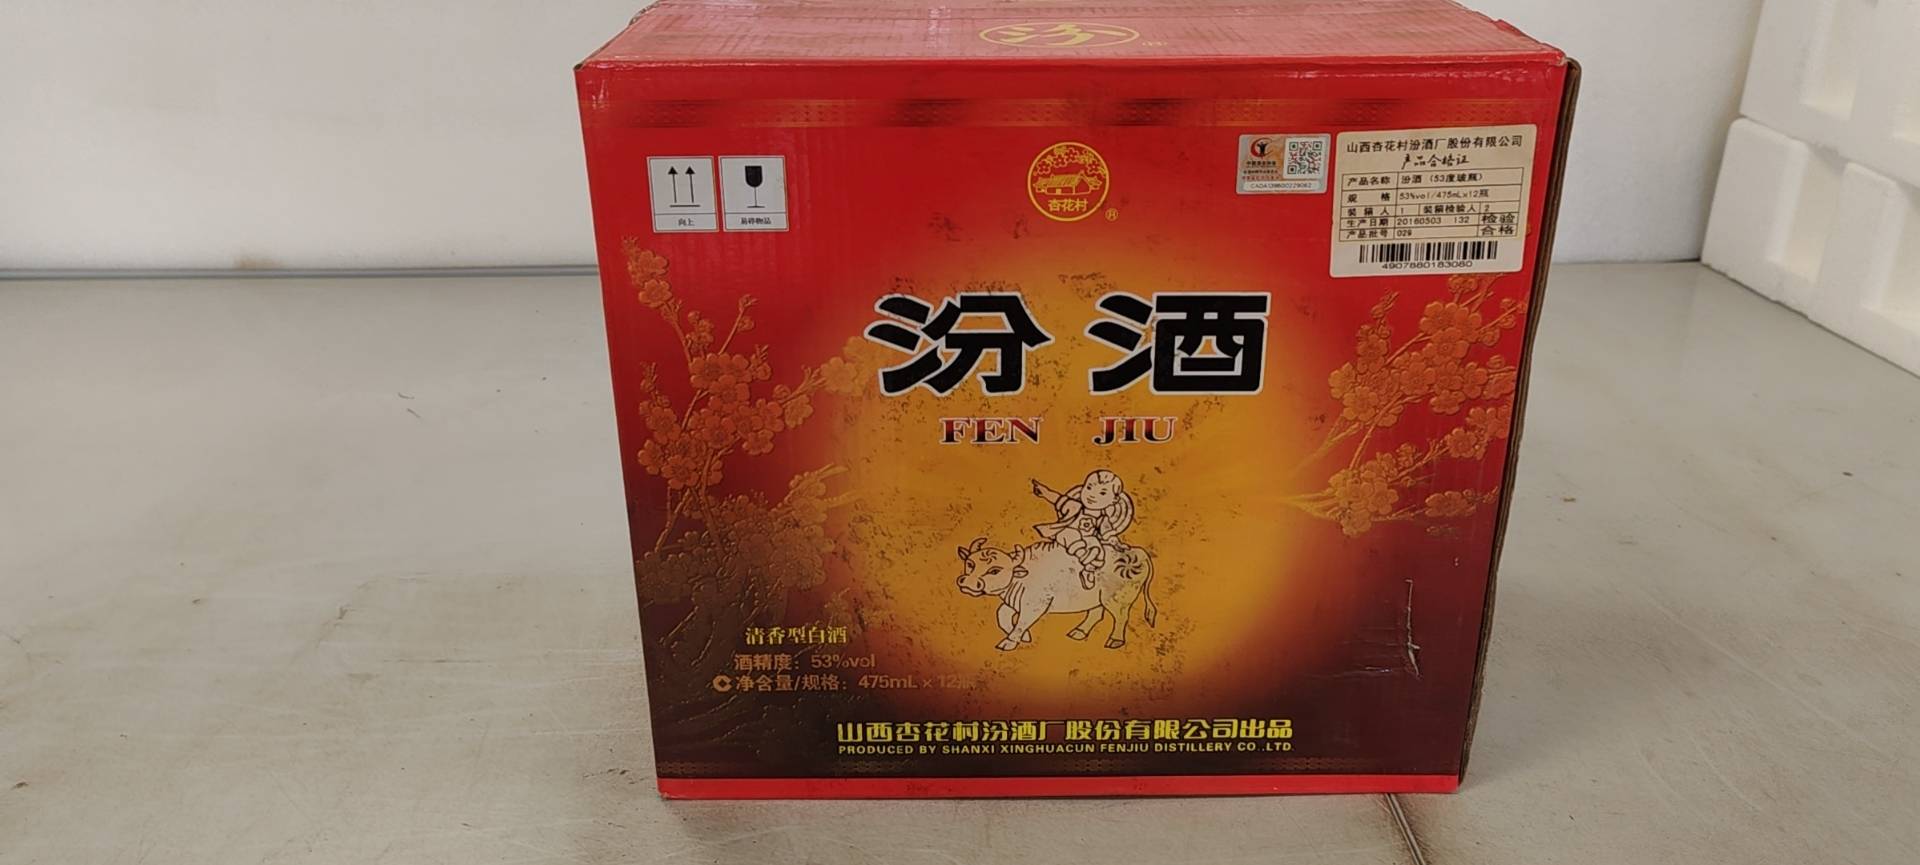 汾
向上
易碎物品
杏花村
®
CADA139600229062
山西杏花村汾酒厂股份有限公司
产品合格证
产品名称 汾酒(53度玻瓶)
规格 53%vol/475mL×12瓶
装箱人 1 装箱检验人 2
生产日期 20160503 132 检验
产品批号 029 合格
4907880183080
汾酒
FEN JIU
清香型白酒
酒精度:53%vol
净含量/规格:475mL×12瓶
山西杏花村汾酒厂股份有限公司出品
PRODUCED BY SHANXI XINGHUACUN FENJIU DISTILLERY CO.,LTD.